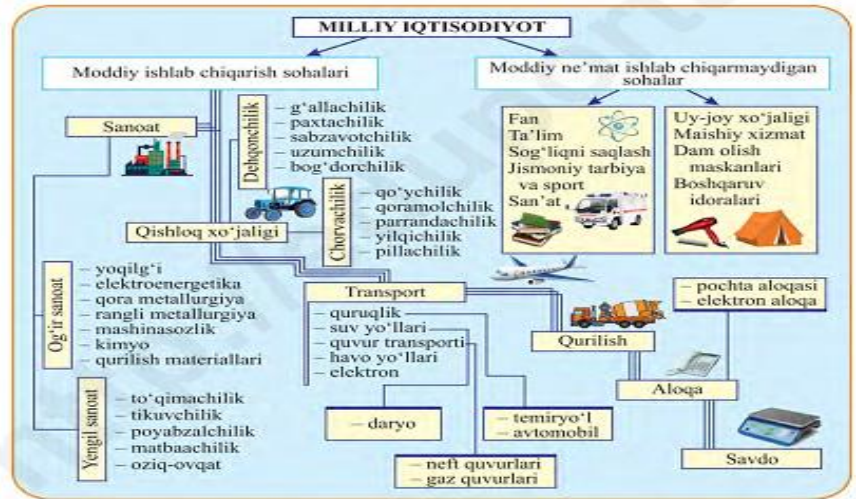 MILLIY IQTISODIYOT
Moddiy ishlab chiqarish sohalari
Moddiy ne’mat ishlab chiqarmaydigan
sohalar
Sanoat
Dehqonchilik
– g‘allachilik
– paxtachilik
– sabzavotchilik
– uzumchilik
– bog‘dorchilik
Fan
Ta’lim
Sog‘liqni saqlash
Jismoniy tarbiya
va sport
San’at
Uy-joy xo‘jaligi
Maishiy xizmat
Dam olish
maskanlari
Boshqaruv
idoralari
Qishloq xo‘jaligi
Chorvachilik
– qo‘ychilik
– qoramolchilik
– parrandachilik
– yilqichilik
– pillachilik
Og‘ir sanoat
– yoqilg‘i
– elektroenergetika
– qora metallurgiya
– rangli metallurgiya
– mashinasozlik
– kimyo
– qurilish materiallari
Transport
– quruqlik
– suv yo‘llari
– quvur transporti
– havo yo‘llari
– elektron
– pochta aloqasi
– elektron aloqa
Qurilish
Aloqa
Yengil sanoat
– to‘qimachilik
– tikuvchilik
– poyabzalchilik
– matbaachilik
– oziq-ovqat
– daryo
– temiryo‘l
– avtomobil
– neft quvurlari
– gaz quvurlari
Savdo